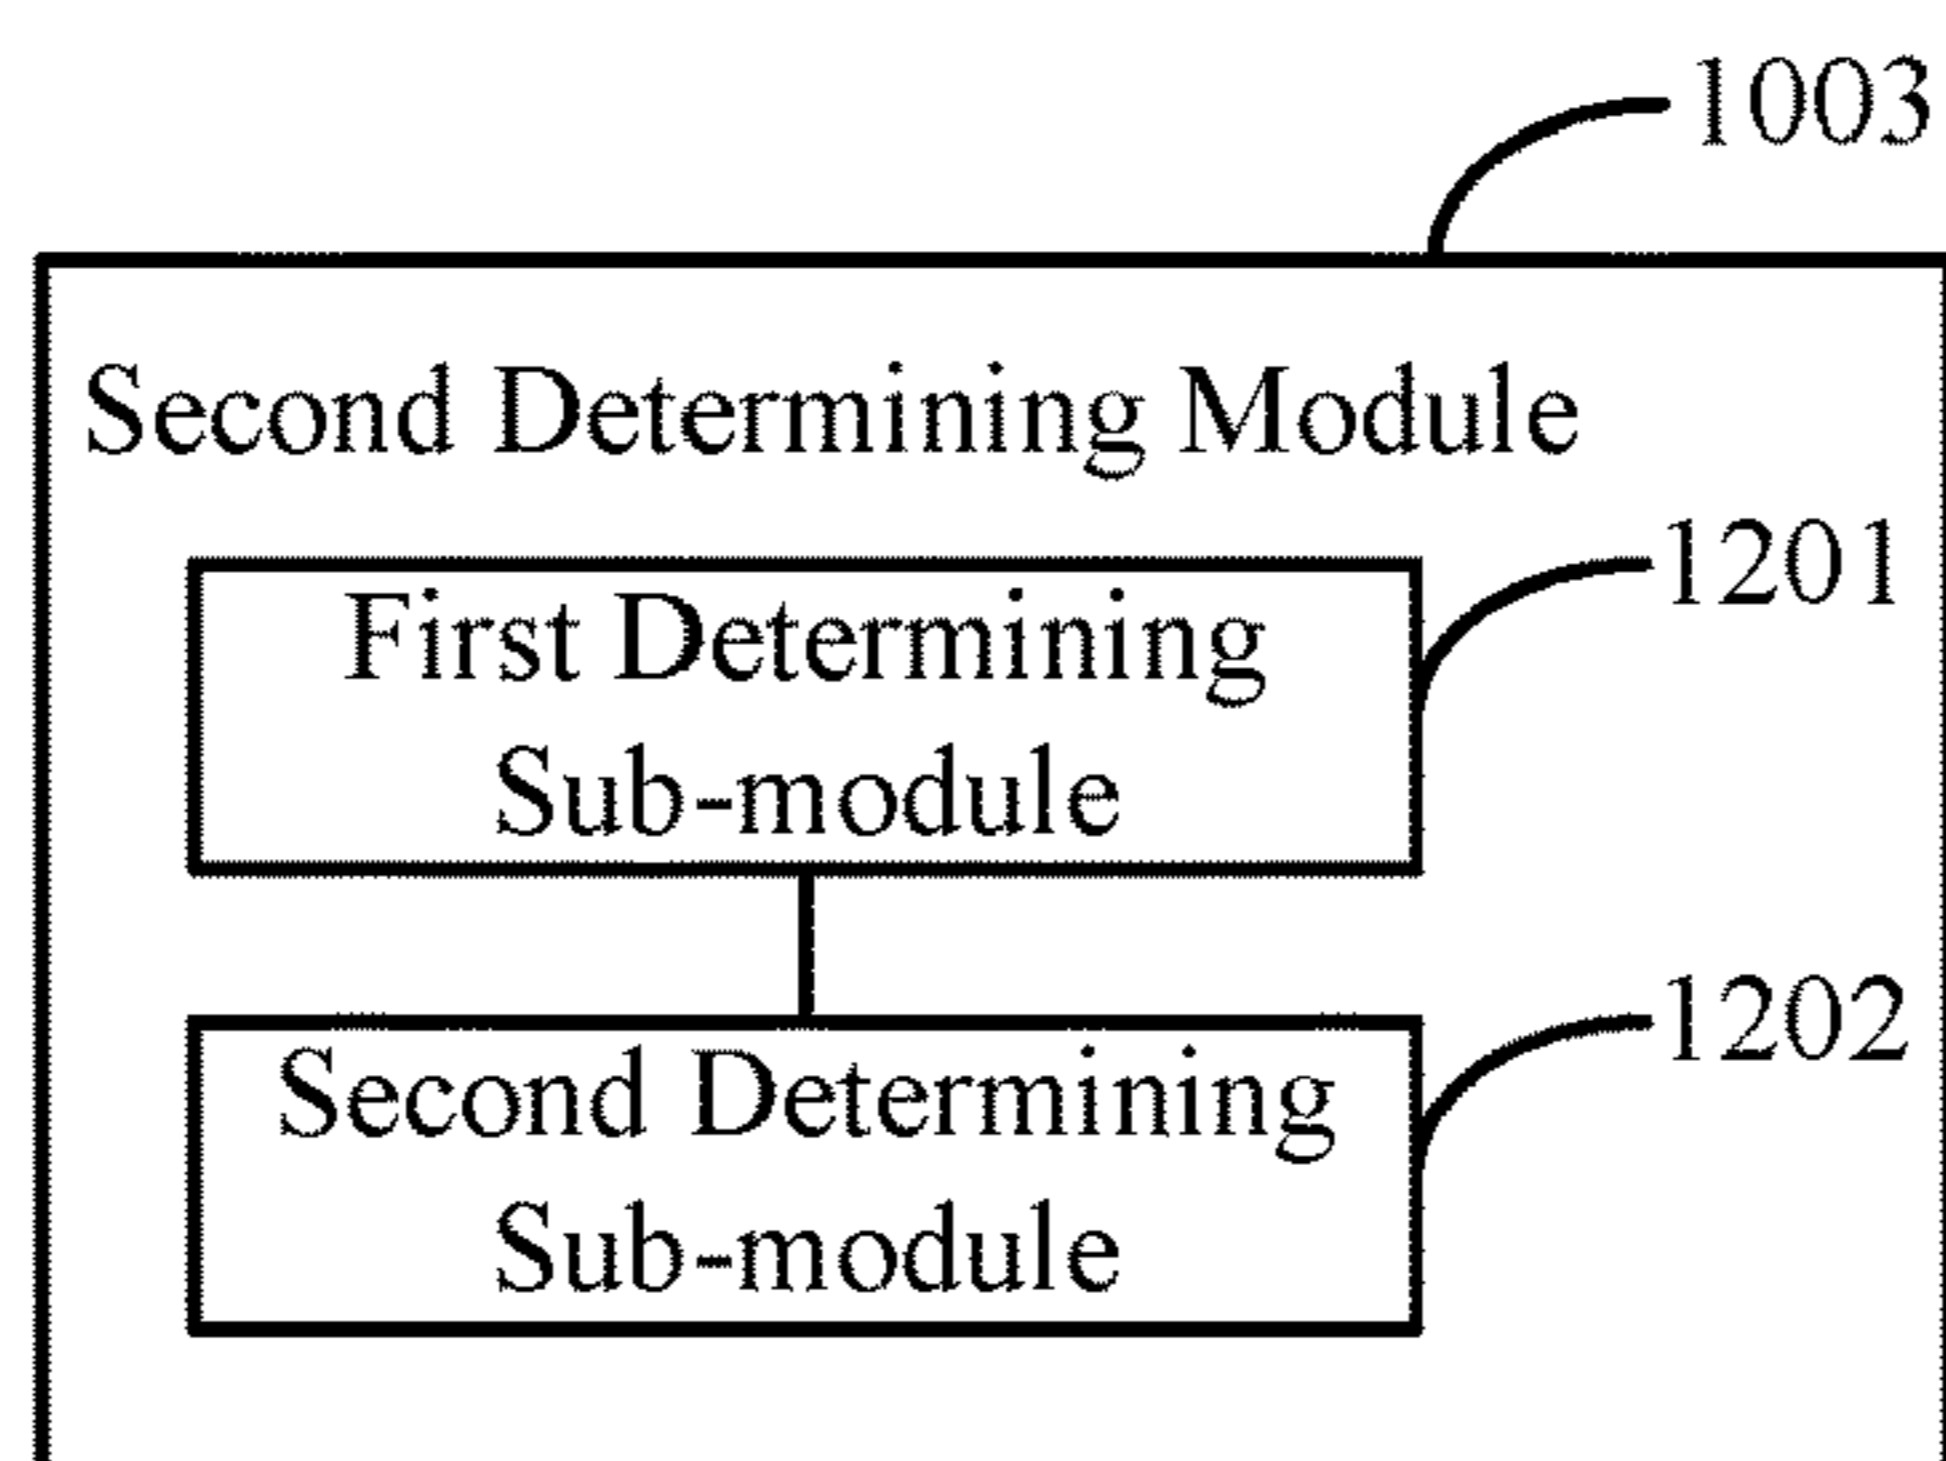 1003
Second Determining Module
1201
First Determining
Sub-module
1202
Second Determining
Sub-module